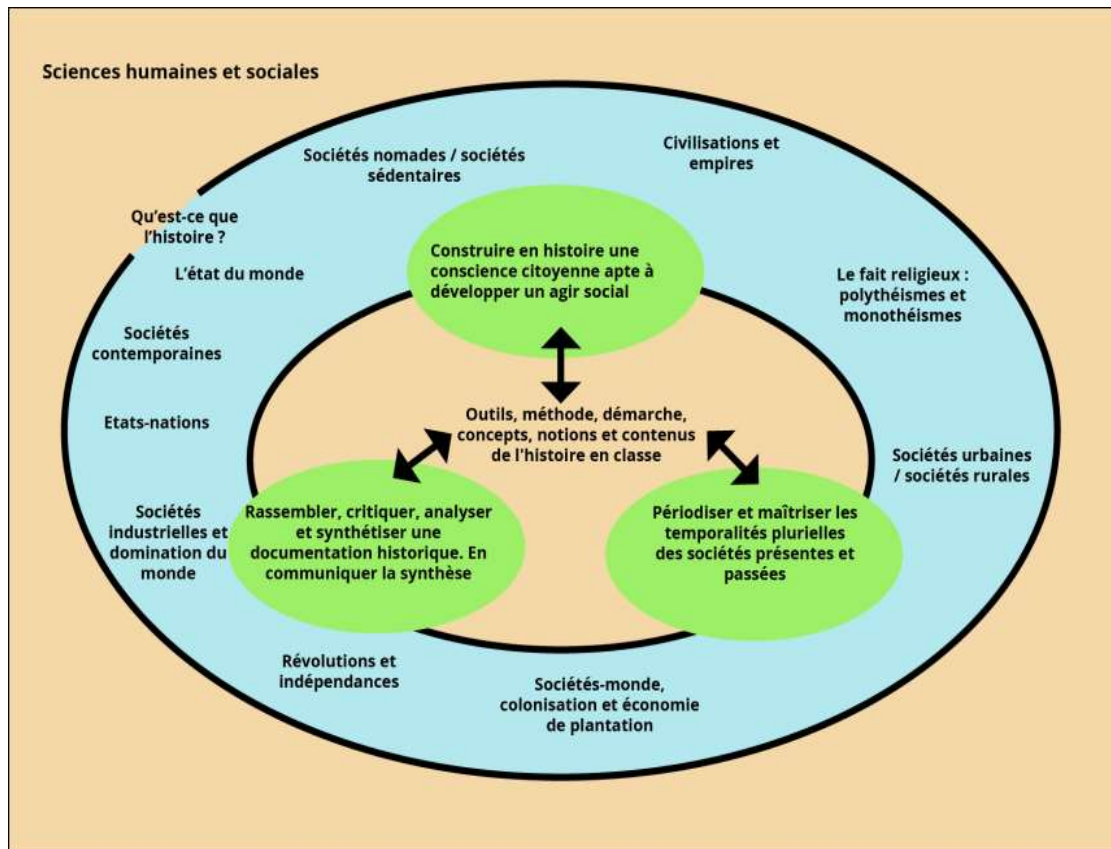 Sciences humaines et sociales
Sociétés nomades / sociétés
sédentaires
Civilisations et
empires
Qu'est-ce que
l'histoire ?
L'état du monde
Construire en histoire une
conscience citoyenne apte à
développer un agir social
Le fait religieux :
polythéismes et
monothéismes
Sociétés
contemporaines
Etats-nations
Outils, méthode, démarche,
concepts, notions et contenus
de l'histoire en classe
Sociétés urbaines
/ sociétés rurales
Sociétés
industrielles et
domination du
monde
Rassembler, critiquer, analyser
et synthétiser une
documentation historique. En
communiquer la synthèse
Périodiser et maîtriser les
temporalités plurielles
des sociétés présentes et
passées
Révolutions et
indépendances
Sociétés-monde,
colonisation et économie
de plantation